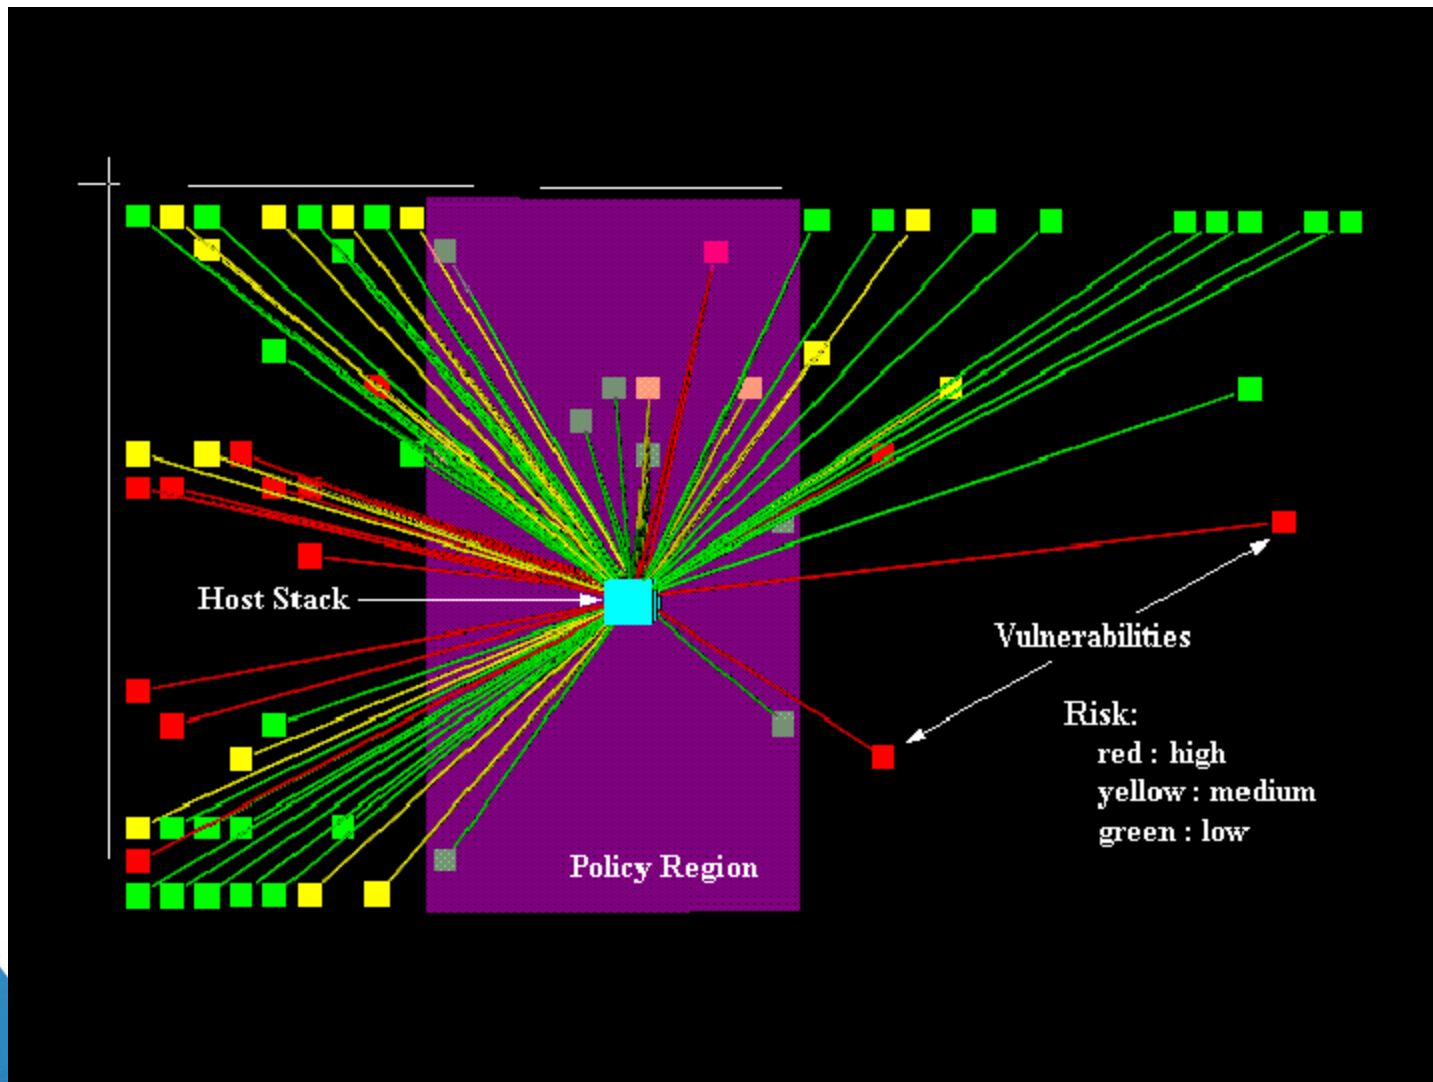 Host Stack
Vulnerabilities
Risk:
red : high
yellow : medium
green : low
Policy Region